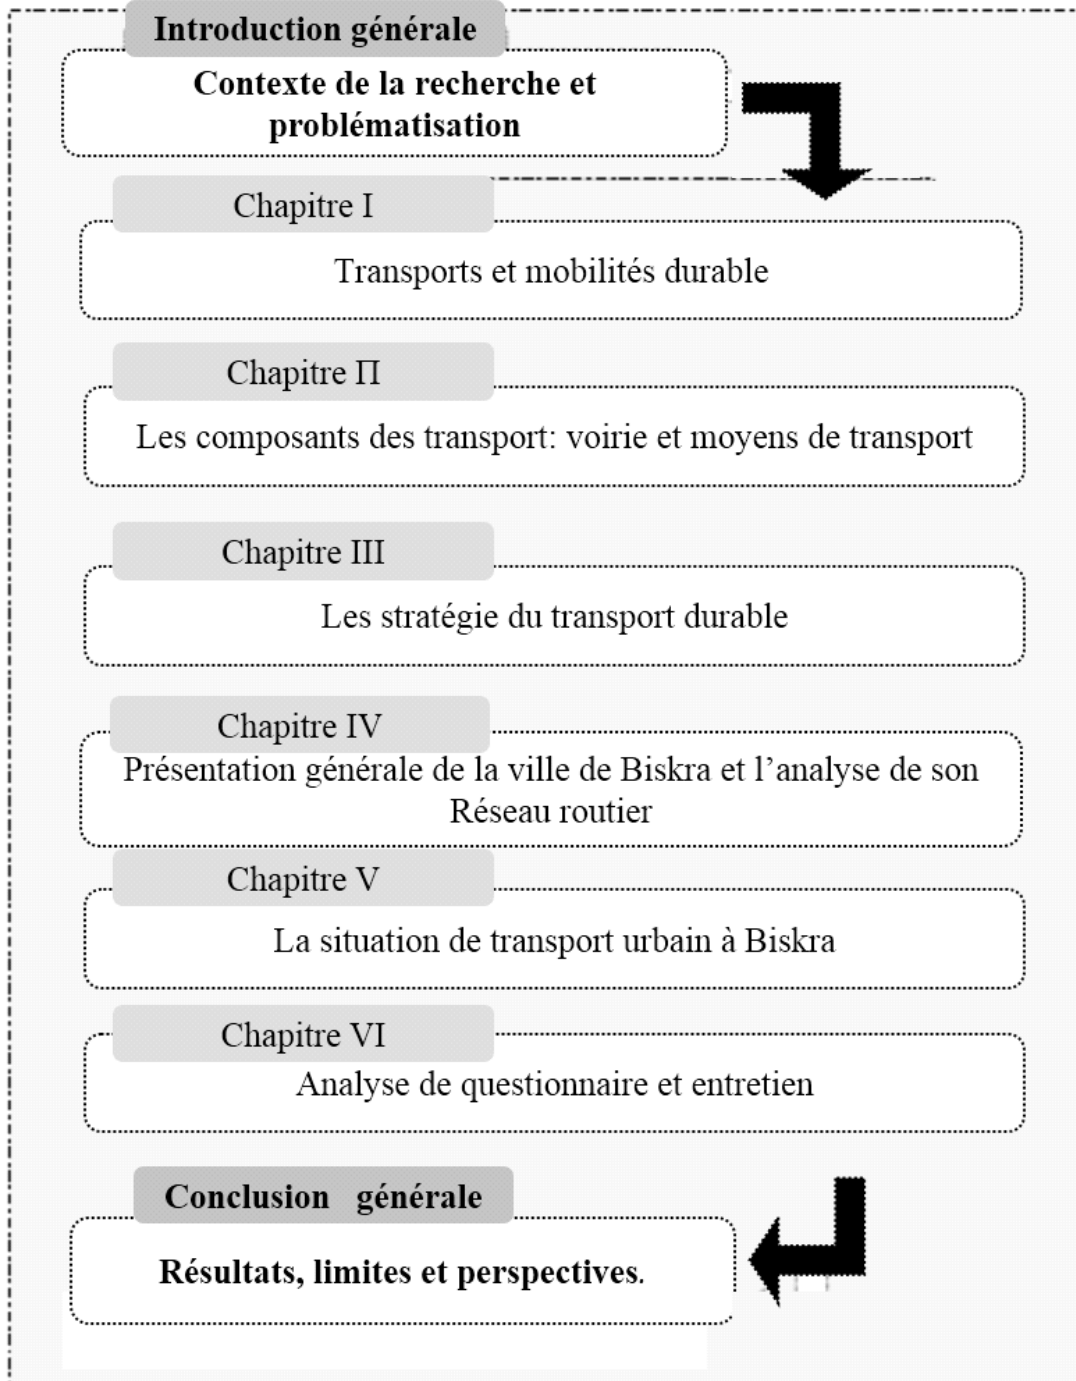 Introduction générale
Contexte de la recherche et
problématisation
Chapitre I
Transports et mobilités durable
Chapitre Π
Les composants des transport: voirie et moyens de transport
Chapitre III
Les stratégie du transport durable
Chapitre IV
Présentation générale de la ville de Biskra et l’analyse de son
Réseau routier
Chapitre V
La situation de transport urbain à Biskra
Chapitre VI
Analyse de questionnaire et entretien
Conclusion générale
Résultats, limites et perspectives.